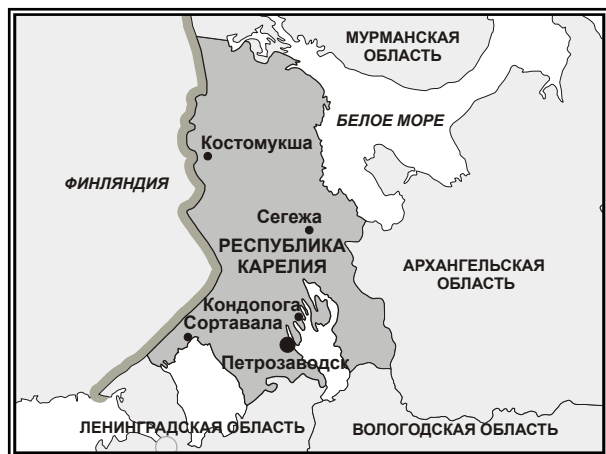 МУРМАНСКАЯ
ОБЛАСТЬ
БЕЛОЕ МОРЕ
Костомукша
ФИНЛЯНДИЯ
Сегежа
РЕСПУБЛИКА
КАРЕЛИЯ
АРХАНГЕЛЬСКАЯ
ОБЛАСТЬ
Кондопога
Сортавала
Петрозаводск
ЛЕНИНГРАДСКАЯ ОБЛАСТЬ
ВОЛОГОДСКАЯ ОБЛАСТЬ